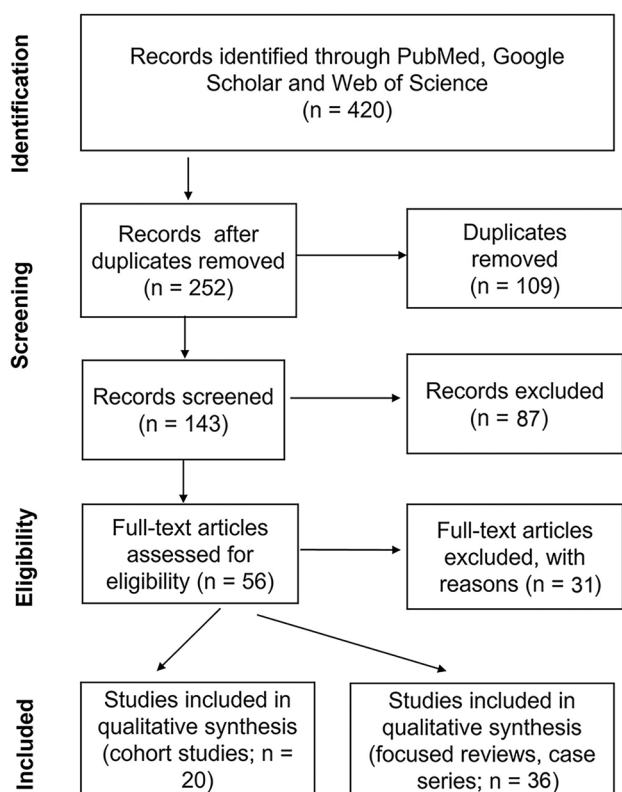 Identification
Records identified through PubMed, Google
Scholar and Web of Science
(n = 420)
Screening
Records after
duplicates removed
(n = 252)
Duplicates
removed
(n = 109)
Records screened
(n = 143)
Records excluded
(n = 87)
Eligibility
Full-text articles
assessed for
eligibility (n = 56)
Full-text articles
excluded, with
reasons (n = 31)
Included
Studies included in
qualitative synthesis
(cohort studies; n =
20)
Studies included in
qualitative synthesis
(focused reviews, case
series; n = 36)